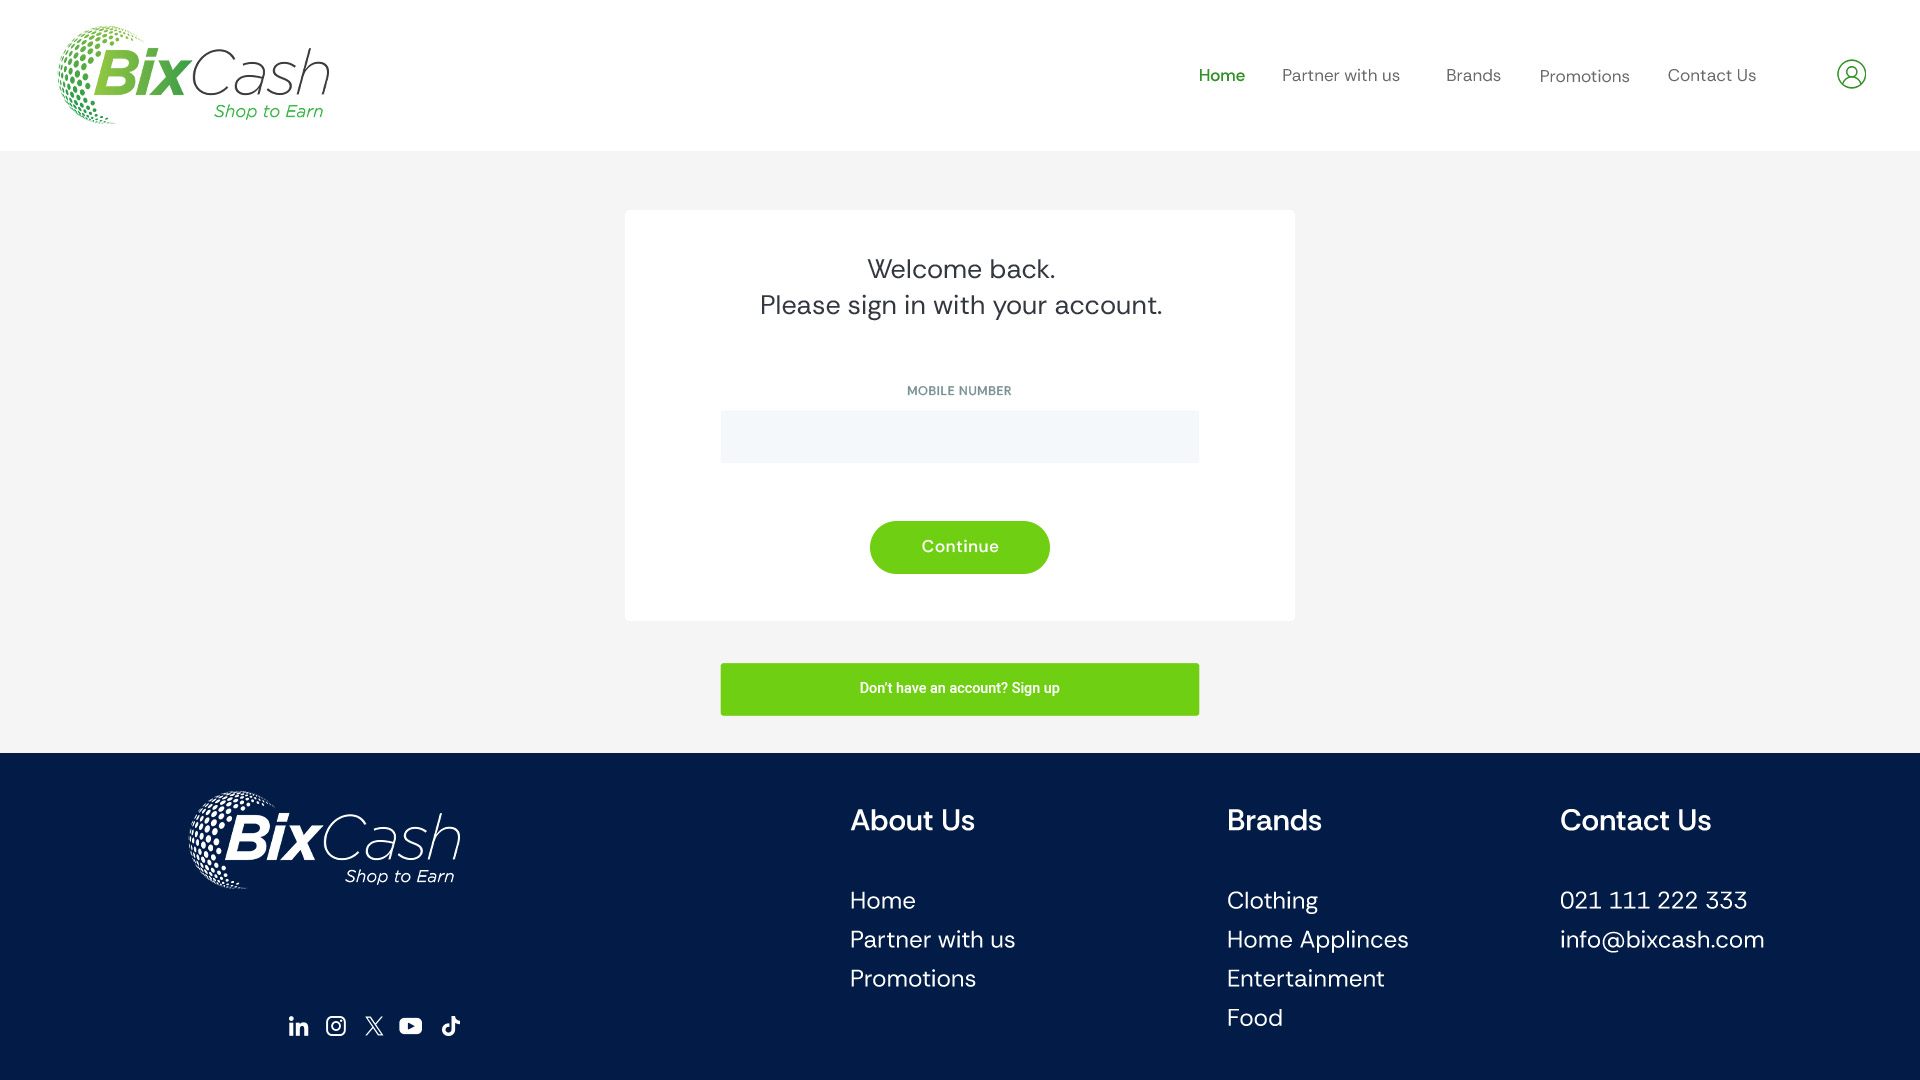 BixCash
Shop to Earn
Home Partner with us Brands Promotions Contact Us
Welcome back.
Please sign in with your account.
MOBILE NUMBER
Continue
Don't have an account? Sign up
BixCash
Shop to Earn
About Us
Home
Partner with us
Promotions
Brands
Clothing
Home Applinces
Entertainment
Food
Contact Us
021 111 222 333
info@bixcash.com